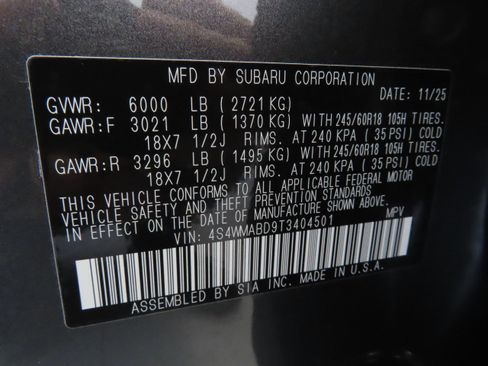 MFD BY SUBARU CORPORATION
DATE: 11/25
GVWR: 6000 LB ( 2721 KG)
GAWR:F 3021 LB ( 1370 KG) WITH 245/60R18 105H TIRES.
18X7 1/2J RIMS. AT 240 KPA ( 35 PSI) COLD
GAWR:R 3296 LB ( 1495 KG) WITH 245/60R18 105H TIRES.
18X7 1/2J RIMS. AT 240 KPA ( 35 PSI) COLD
THIS VEHICLE CONFORMS TO ALL APPLICABLE FEDERAL MOTOR
VEHICLE SAFETY AND THEFT PREVENTION STANDARDS
IN EFFECT ON THE DATE OF MANUFACTURE SHOWN ABOVE.
VIN: 4S4WMABD9T3404501 MPV
ASSEMBLED BY SIA INC. MADE IN U.S.A.